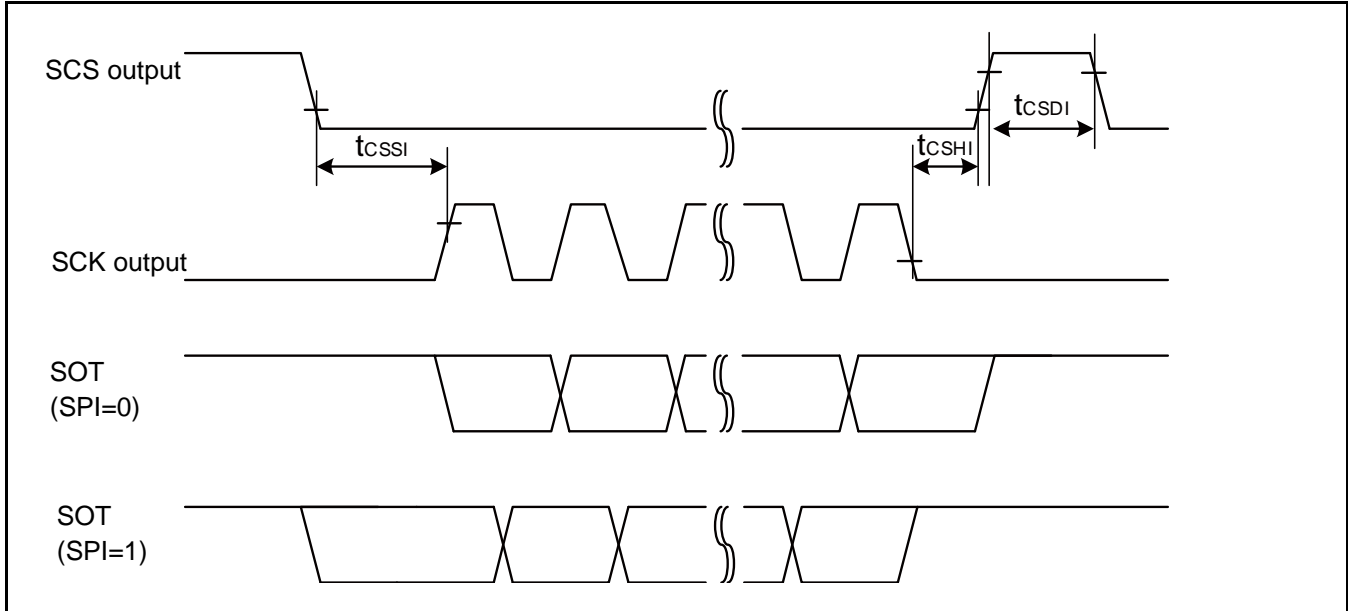 SCS output
tCSDI
tCSSI
tCSHI
SCK output
SOT
(SPI=0)
SOT
(SPI=1)